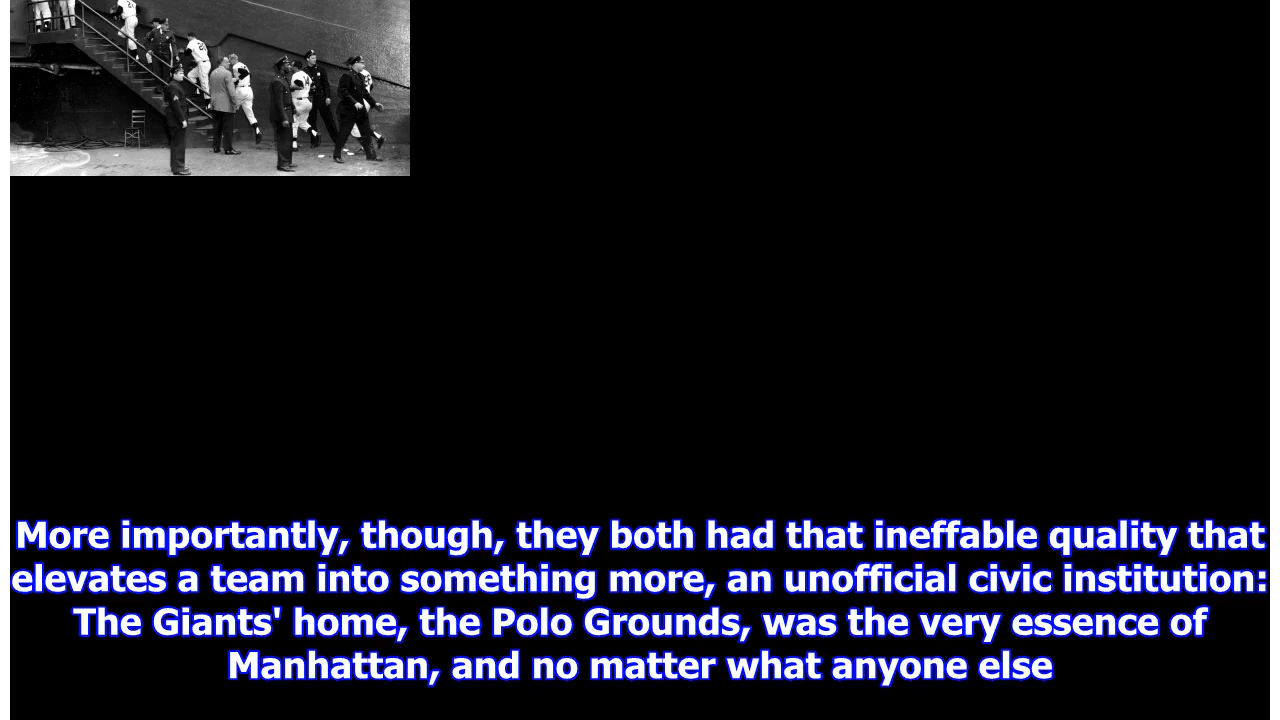 More importantly, though, they both had that ineffable quality that
elevates a team into something more, an unofficial civic institution:
The Giants' home, the Polo Grounds, was the very essence of
Manhattan, and no matter what anyone else